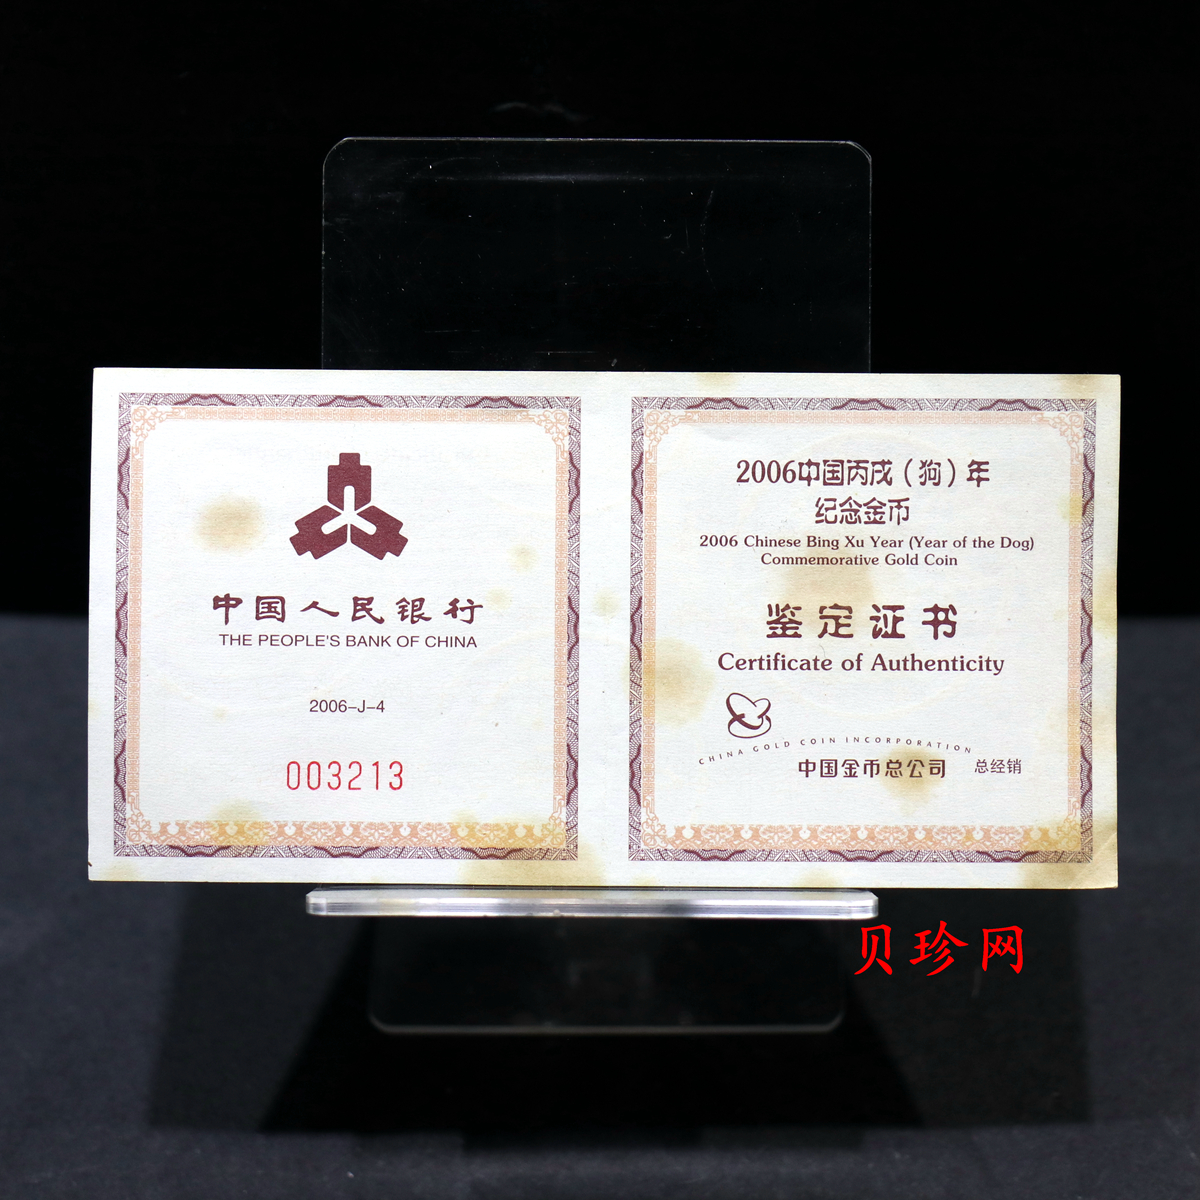 中国人民银行
THE PEOPLE'S BANK OF CHINA
2006-J-4
003213
2006中国丙戌(狗)年
纪念金币
2006 Chinese Bing Xu Year (Year of the Dog)
Commemorative Gold Coin
鉴定证书
Certificate of Authenticity
CHINA GOLD COIN INCORPORATION
中国金币总公司 总经销
贝珍网